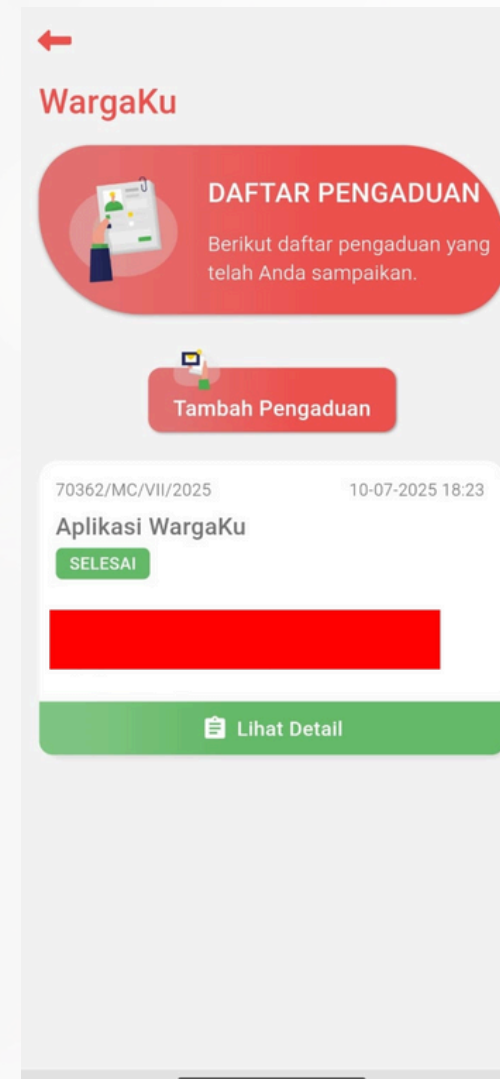 WargaKu
DAFTAR PENGADUAN
Berikut daftar pengaduan yang
telah Anda sampaikan.
Tambah Pengaduan
70362/MC/VII/2025 10-07-2025 18:23
Aplikasi WargaKu
SELESAI
Lihat Detail